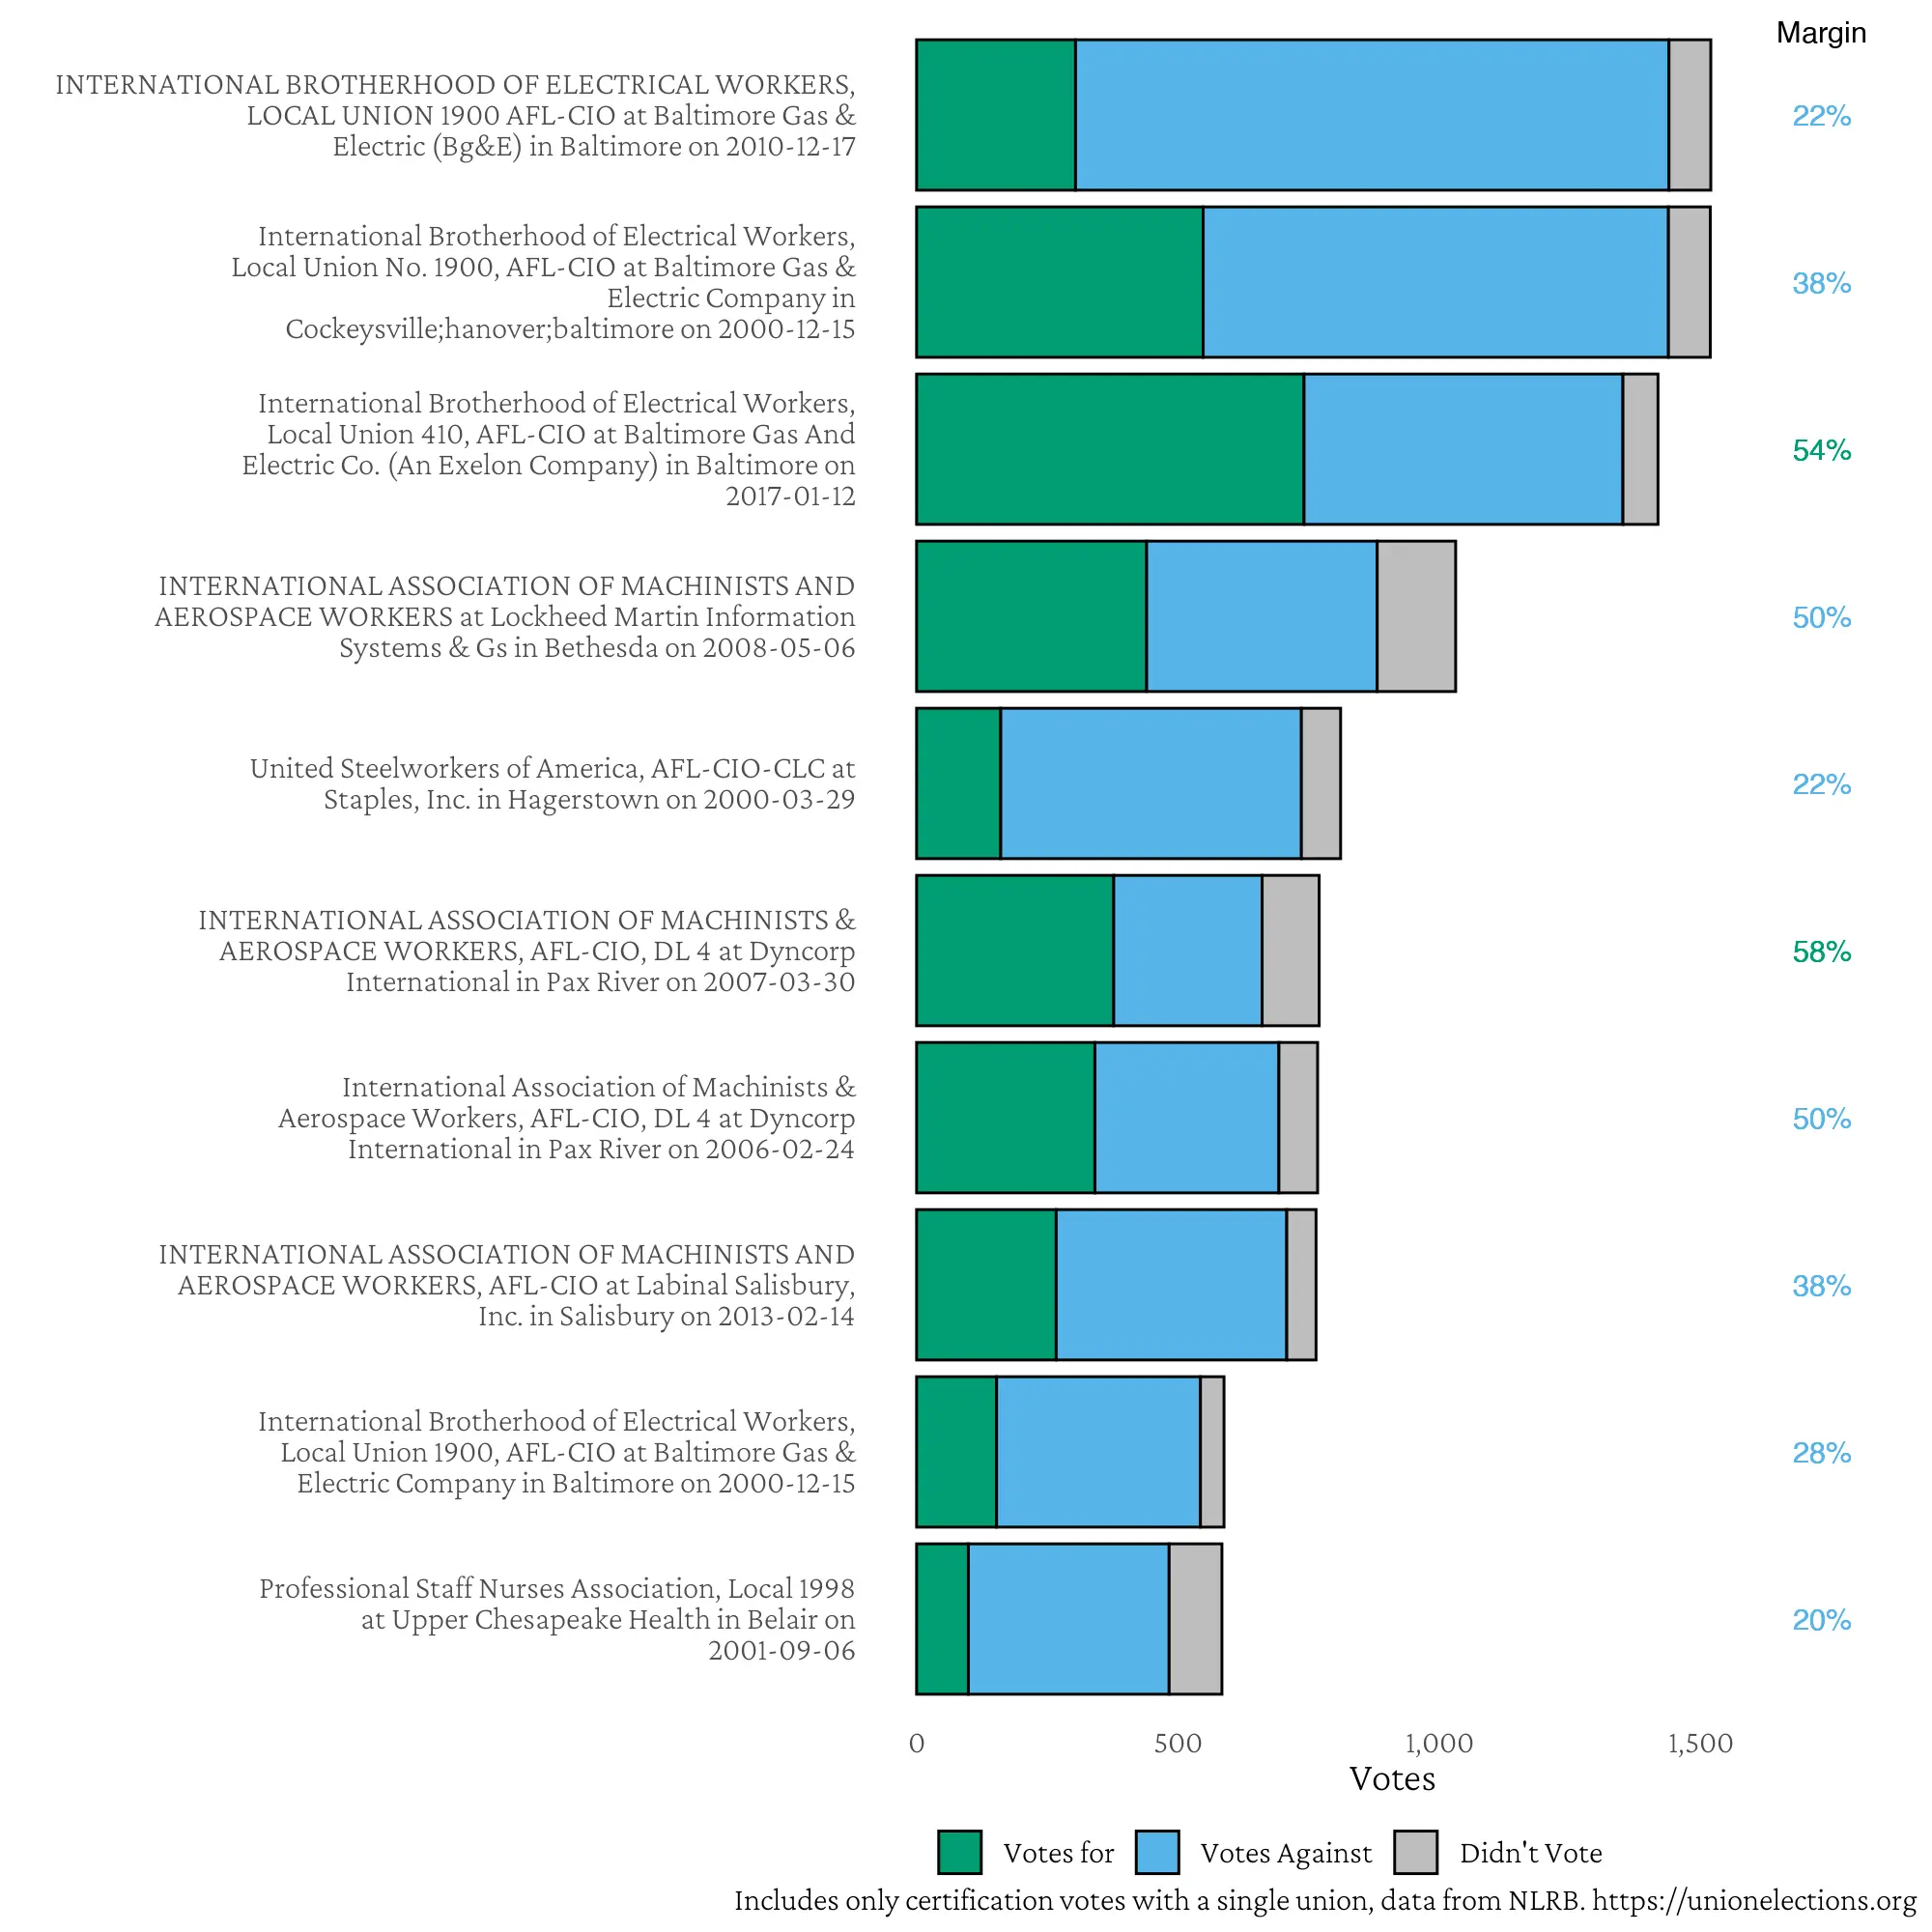 Margin
INTERNATIONAL BROTHERHOOD OF ELECTRICAL WORKERS,
LOCAL UNION 1900 AFL-CIO at Baltimore Gas &
Electric (Bg&E) in Baltimore on 2010-12-17
22%
International Brotherhood of Electrical Workers,
Local Union No. 1900, AFL-CIO at Baltimore Gas &
Electric Company in
Cockeysville;hanover;baltimore on 2000-12-15
38%
International Brotherhood of Electrical Workers,
Local Union 410, AFL-CIO at Baltimore Gas And
Electric Co. (An Exelon Company) in Baltimore on
2017-01-12
54%
INTERNATIONAL ASSOCIATION OF MACHINISTS AND
AEROSPACE WORKERS at Lockheed Martin Information
Systems & Gs in Bethesda on 2008-05-06
50%
United Steelworkers of America, AFL-CIO-CLC at
Staples, Inc. in Hagerstown on 2000-03-29
22%
INTERNATIONAL ASSOCIATION OF MACHINISTS &
AEROSPACE WORKERS, AFL-CIO, DL 4 at Dyncorp
International in Pax River on 2007-03-30
58%
International Association of Machinists &
Aerospace Workers, AFL-CIO, DL 4 at Dyncorp
International in Pax River on 2006-02-24
50%
INTERNATIONAL ASSOCIATION OF MACHINISTS AND
AEROSPACE WORKERS, AFL-CIO at Labinal Salisbury,
Inc. in Salisbury on 2013-02-14
38%
International Brotherhood of Electrical Workers,
Local Union 1900, AFL-CIO at Baltimore Gas &
Electric Company in Baltimore on 2000-12-15
28%
Professional Staff Nurses Association, Local 1998
at Upper Chesapeake Health in Belair on
2001-09-06
20%
0 500 1,000 1,500
Votes
Votes for Votes Against Didn't Vote
Includes only certification votes with a single union, data from NLRB. https://unionelections.org